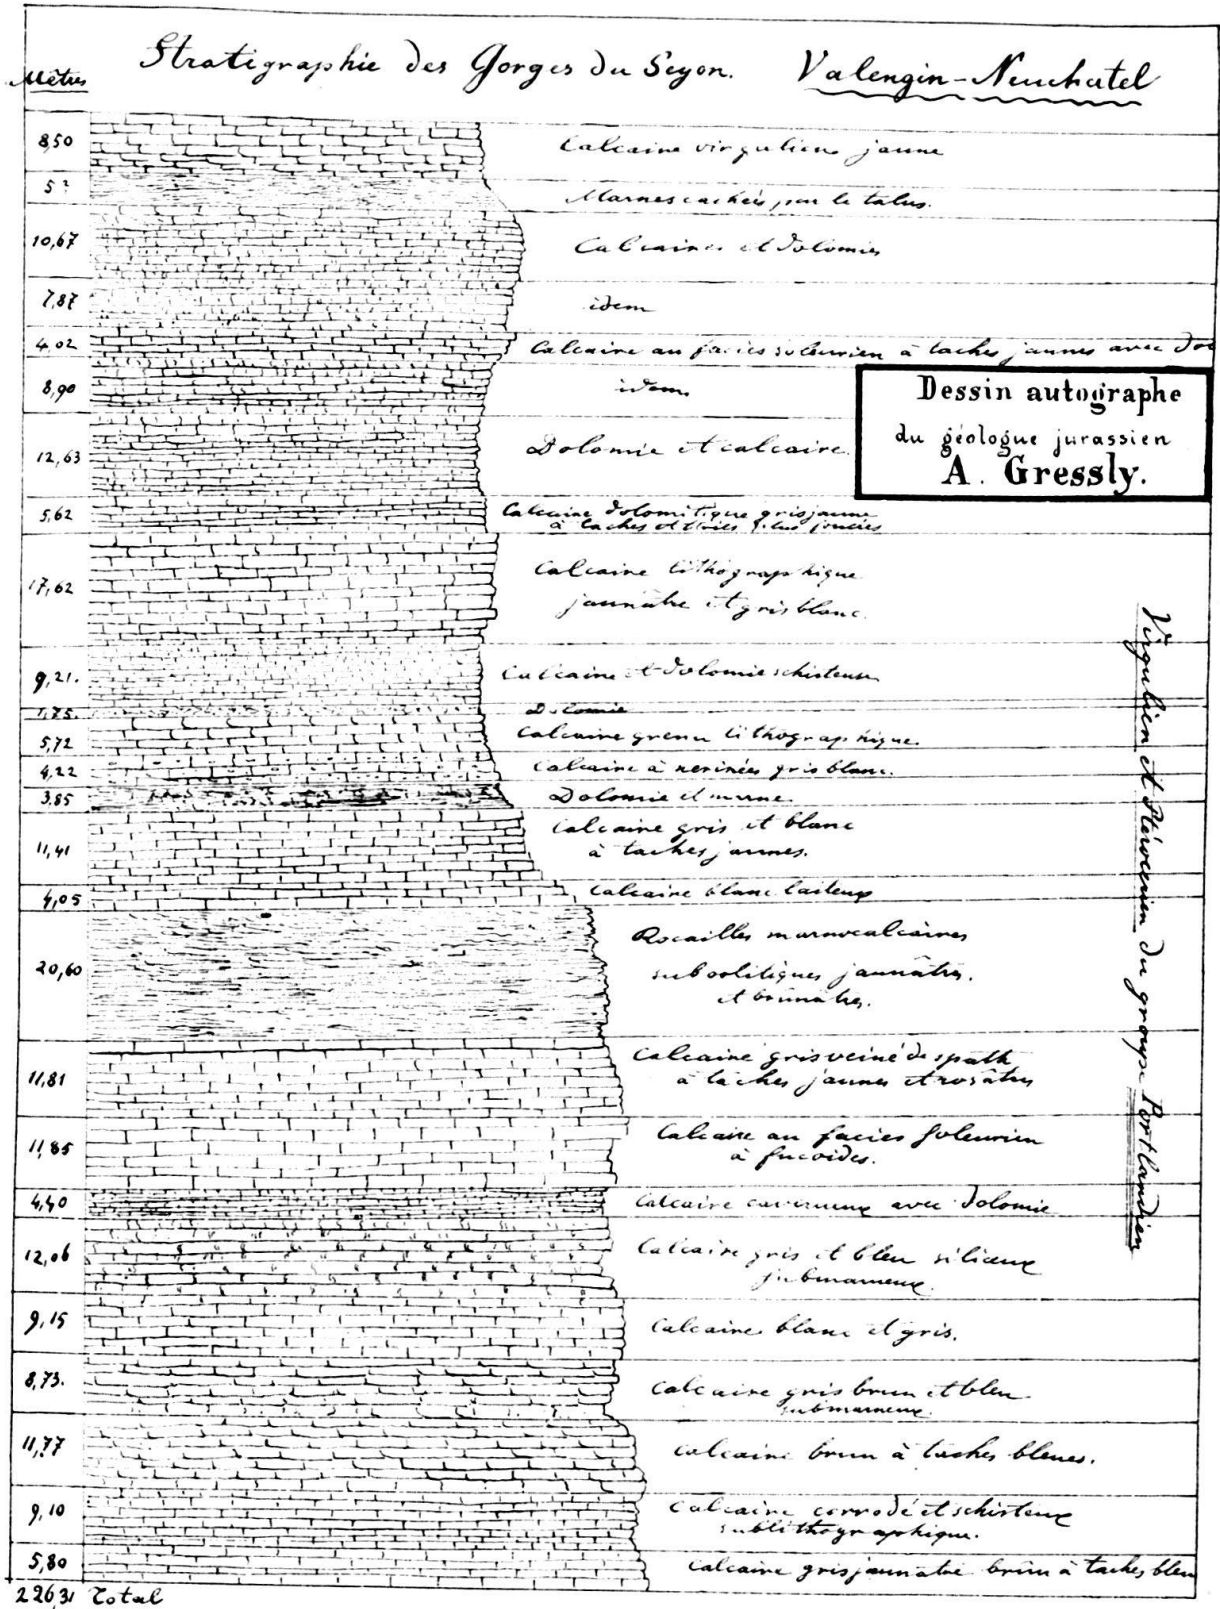 Stratigraphie des Gorges du Seyon. Valengin-Neuchatel
Mètres
8,50 Calcaire virgulien jaune
5? Marnes cachées par le talus.
10,67 Calcaires et dolomies
7,87 idem
4,02 Calcaire au facies soleurien à taches jaunes avec do
8,90 idem
Dessin autographe
du géologue jurassien
A. Gressly.
12,63 Dolomie et calcaire.
5,62 Calcaire dolomitique gris jaune
à taches et
17,62 Calcaire lithographique
jaunâtre et gris blanc.
9,21. Calcaire et dolomie schisteuse
1,75. Dolomie
5,72 Calcaire grenu lithographique.
4,22 Calcaire à nerinées gris blanc.
3,85 Dolomie et marne.
11,41 Calcaire gris et blanc
à taches jaunes.
4,05 Calcaire blanc laiteux
20,60 Rocailles marnocalcaires
suboolitiques jaunâtres.
et brunâtres.
11,81 Calcaire gris veiné de spath
à taches jaunes et rosâtres
11,85 Calcaire au facies soleurien
à fucoides.
4,40 Calcaire caverneux avec dolomie
12,06 Calcaire gris et bleu siliceux
submarneux.
9,15 Calcaire blanc et gris.
8,73. Calcaire gris brun et bleu
submarneux.
11,77 Calcaire brun à taches bleues.
9,10 Calcaire corrodé et schisteux
sublithographique.
5,80 Calcaire gris jaunâtre brun à taches bleu
226,31 Total
Virgulien et Ptérocerien du groupe Portlandien